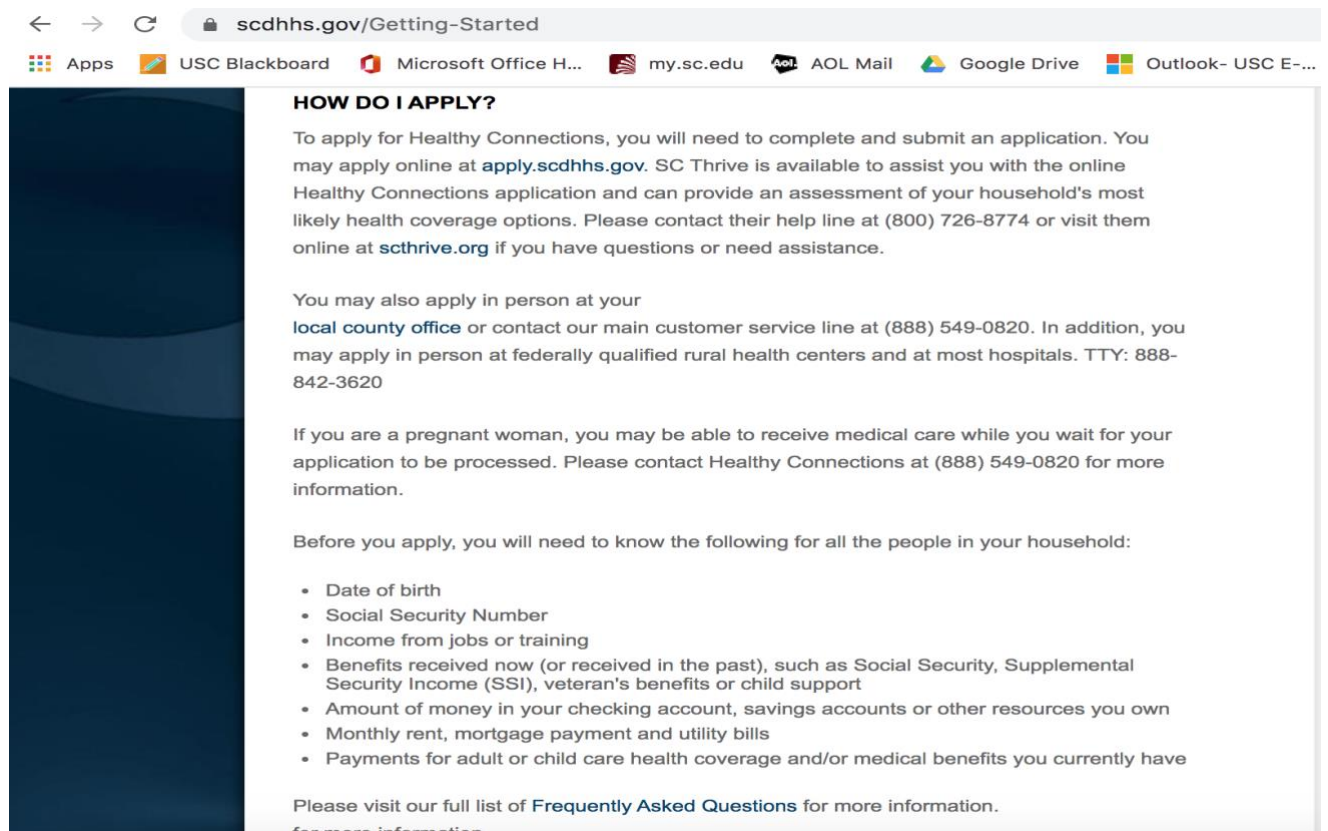 scdhhs.gov/Getting-Started
Apps USC Blackboard Microsoft Office H... my.sc.edu Aol. AOL Mail Google Drive Outlook- USC E-...
HOW DO I APPLY?
To apply for Healthy Connections, you will need to complete and submit an application. You
may apply online at apply.scdhhs.gov. SC Thrive is available to assist you with the online
Healthy Connections application and can provide an assessment of your household's most
likely health coverage options. Please contact their help line at (800) 726-8774 or visit them
online at scthrive.org if you have questions or need assistance.
You may also apply in person at your
local county office or contact our main customer service line at (888) 549-0820. In addition, you
may apply in person at federally qualified rural health centers and at most hospitals. TTY: 888-
842-3620
If you are a pregnant woman, you may be able to receive medical care while you wait for your
application to be processed. Please contact Healthy Connections at (888) 549-0820 for more
information.
Before you apply, you will need to know the following for all the people in your household:
• Date of birth
• Social Security Number
• Income from jobs or training
• Benefits received now (or received in the past), such as Social Security, Supplemental
Security Income (SSI), veteran's benefits or child support
• Amount of money in your checking account, savings accounts or other resources you own
• Monthly rent, mortgage payment and utility bills
• Payments for adult or child care health coverage and/or medical benefits you currently have
Please visit our full list of Frequently Asked Questions for more information.
for more information